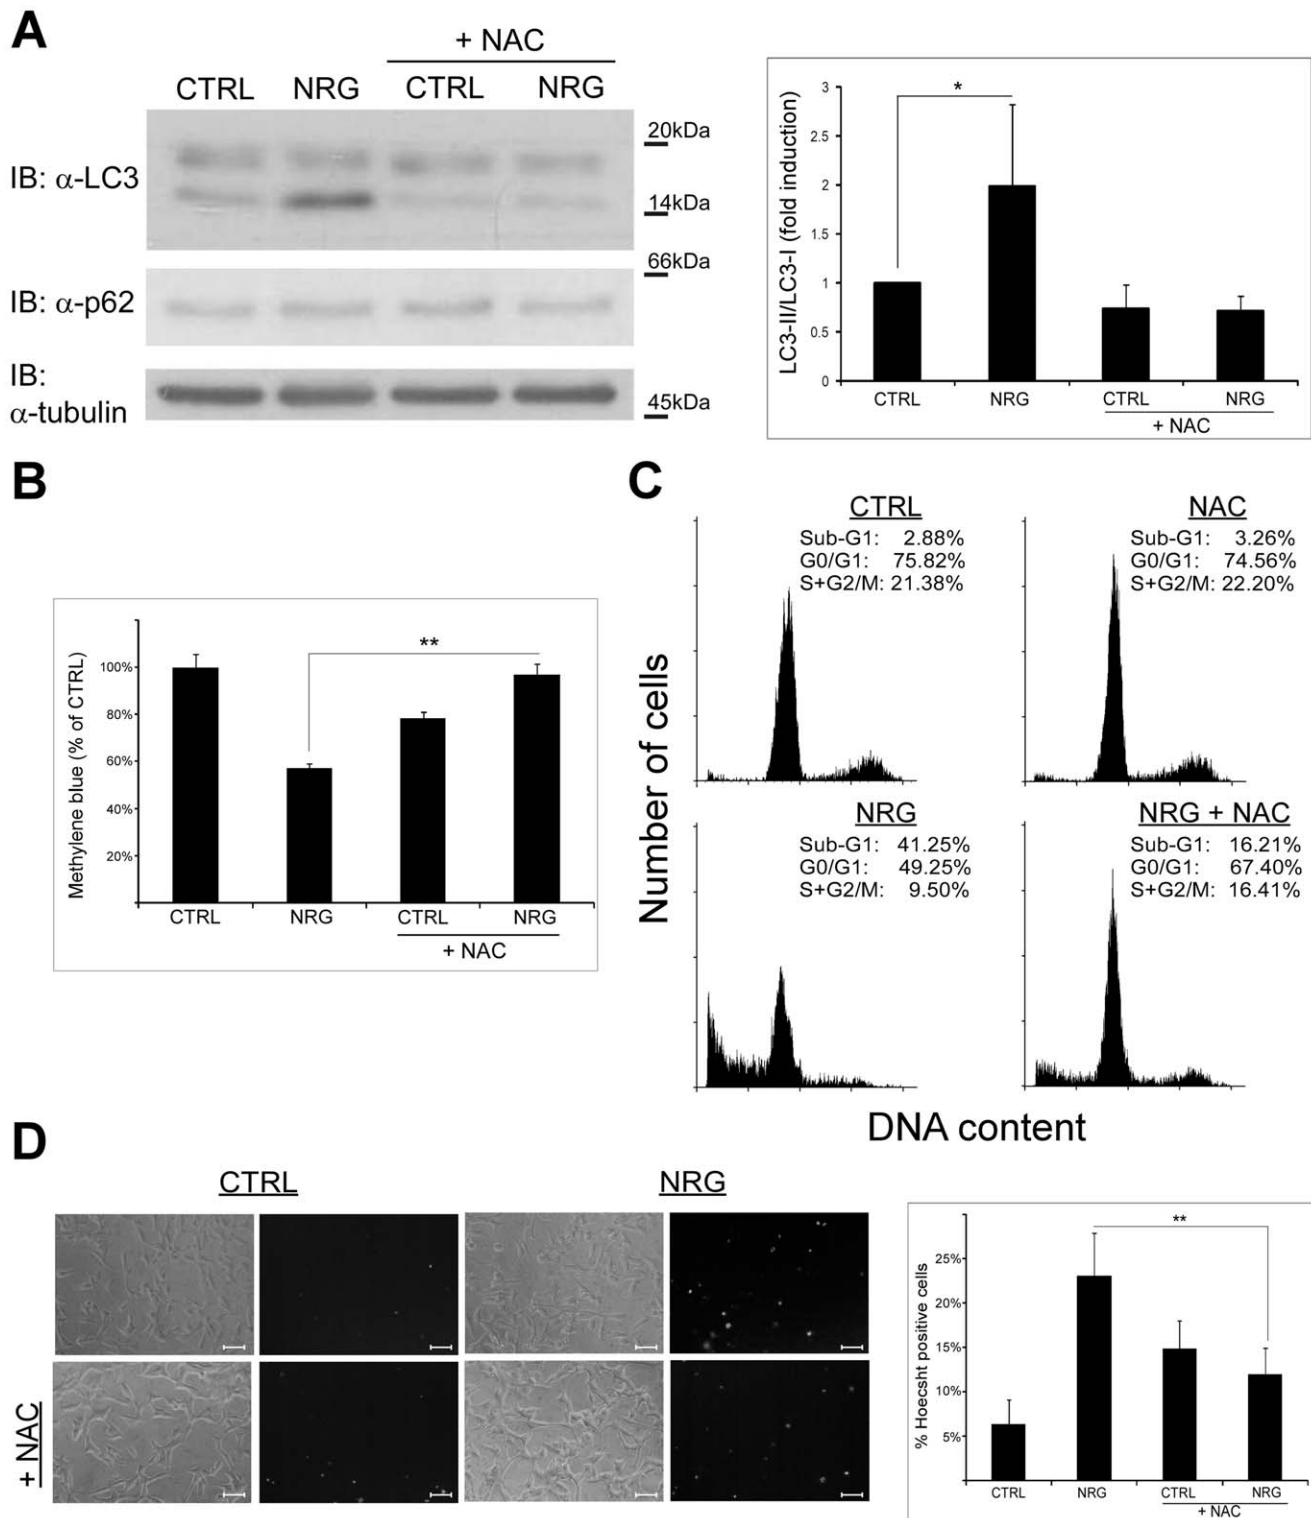 A
+ NAC
CTRL NRG CTRL NRG
20kDa
IB: α-LC3
14kDa
66kDa
IB: α-p62
IB:
α-tubulin
45kDa
LC3-II/LC3-I (fold induction)
3
2.5
2
1.5
1
0.5
0
*
CTRL NRG CTRL NRG
+ NAC
B
Methylene blue (% of CTRL)
100%
80%
60%
40%
20%
**
CTRL NRG CTRL NRG
+ NAC
C
Number of cells
CTRL
Sub-G1: 2.88%
G0/G1: 75.82%
S+G2/M: 21.38%
NAC
Sub-G1: 3.26%
G0/G1: 74.56%
S+G2/M: 22.20%
NRG
Sub-G1: 41.25%
G0/G1: 49.25%
S+G2/M: 9.50%
NRG + NAC
Sub-G1: 16.21%
G0/G1: 67.40%
S+G2/M: 16.41%
DNA content
D
CTRL NRG
+ NAC
% Hoecsht positive cells
25%
20%
15%
10%
5%
**
CTRL NRG CTRL NRG
+ NAC